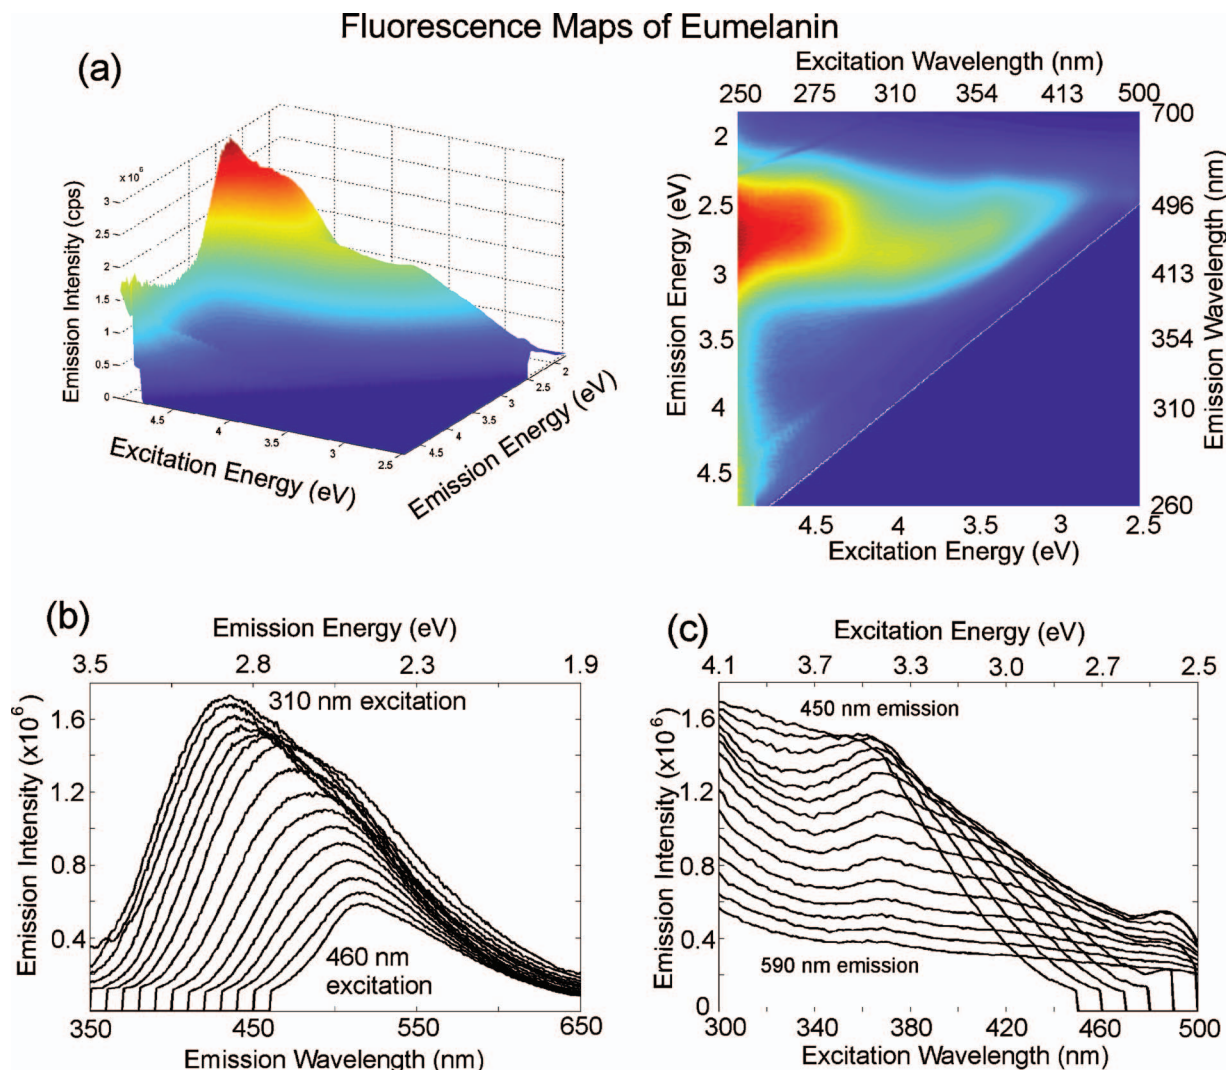 Fluorescence Maps of Eumelanin
(a)
x 10⁶
3
2.5
2
1.5
1
0.5
0
Emission Intensity (cps)
4.5
4
3.5
3
2.5
Excitation Energy (eV)
4.5
4
3.5
3
2.5
2
Emission Energy (eV)
Excitation Wavelength (nm)
250 275 310 354 413 500
2
2.5
3
3.5
4
4.5
Emission Energy (eV)
700
496
413
354
310
260
Emission Wavelength (nm)
4.5 4 3.5 3 2.5
Excitation Energy (eV)
(b)
Emission Energy (eV)
3.5 2.8 2.3 1.9
310 nm excitation
460 nm
excitation
1.6
1.2
0.8
0.4
Emission Intensity (x10⁶)
350 450 550 650
Emission Wavelength (nm)
(c)
Excitation Energy (eV)
4.1 3.7 3.3 3.0 2.7 2.5
450 nm emission
590 nm emission
1.6
1.2
0.8
0.4
0
Emission Intensity (x10⁶)
300 340 380 420 460 500
Excitation Wavelength (nm)